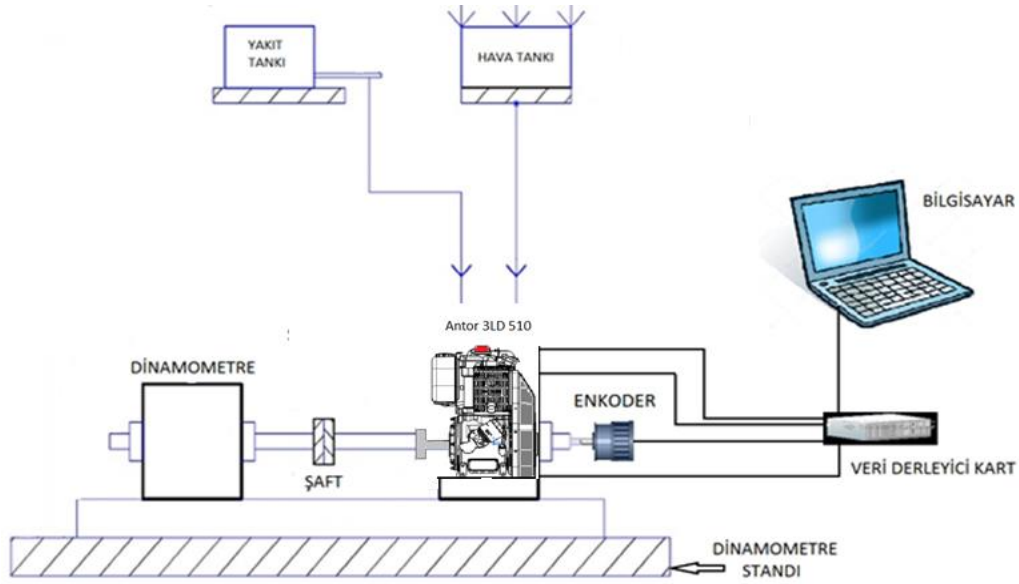 YAKIT
TANKI
HAVA TANKI
BİLGİSAYAR
Antor 3LD 510
DİNAMOMETRE
ENKODER
ŞAFT
VERİ DERLEYİCİ KART
DİNAMOMETRE
STANDI